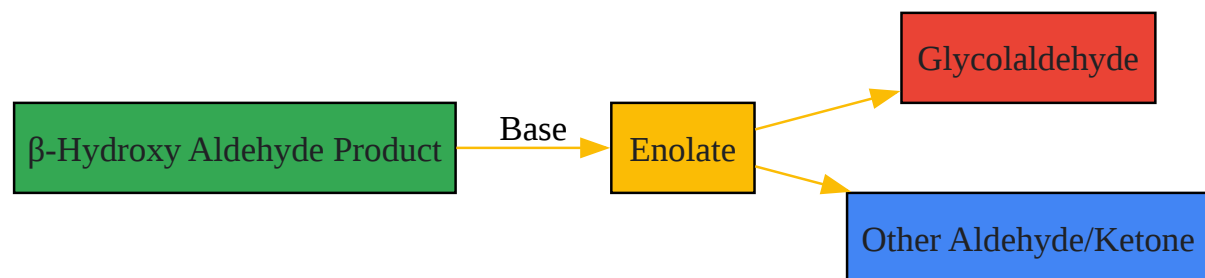 β-Hydroxy Aldehyde Product
Base
Enolate
Glycolaldehyde
Other Aldehyde/Ketone